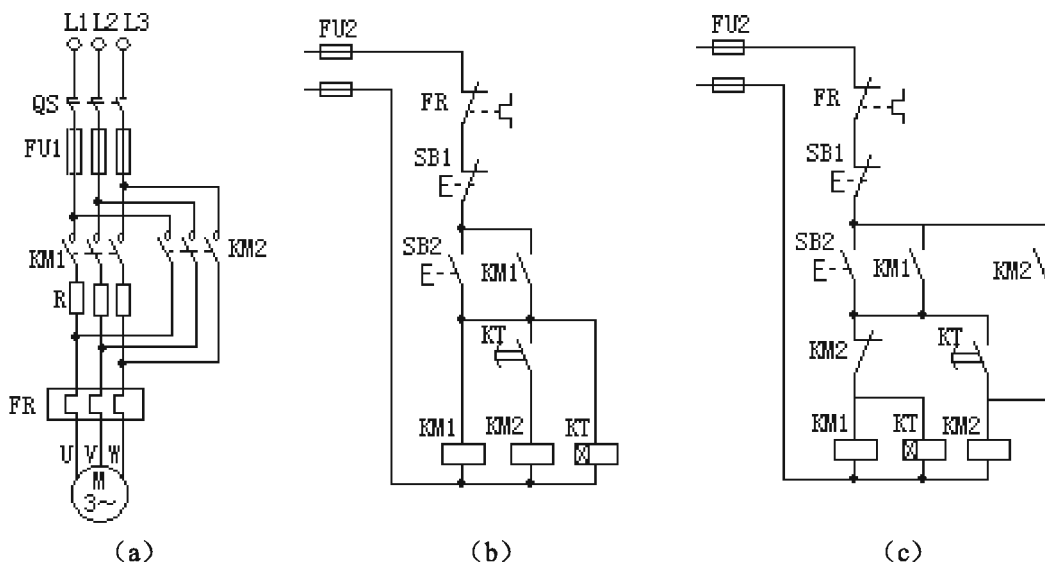 L1 L2 L3
QS
FU1
KM1
KM2
R
FR
U V W
M
3~
(a)
FU2
FR
SB1
E
SB2
E
KM1
KT
KM1
KM2
KT
(b)
FU2
FR
SB1
E
SB2
E
KM1
KM2
KM2
KT
KM1
KT
KM2
(c)